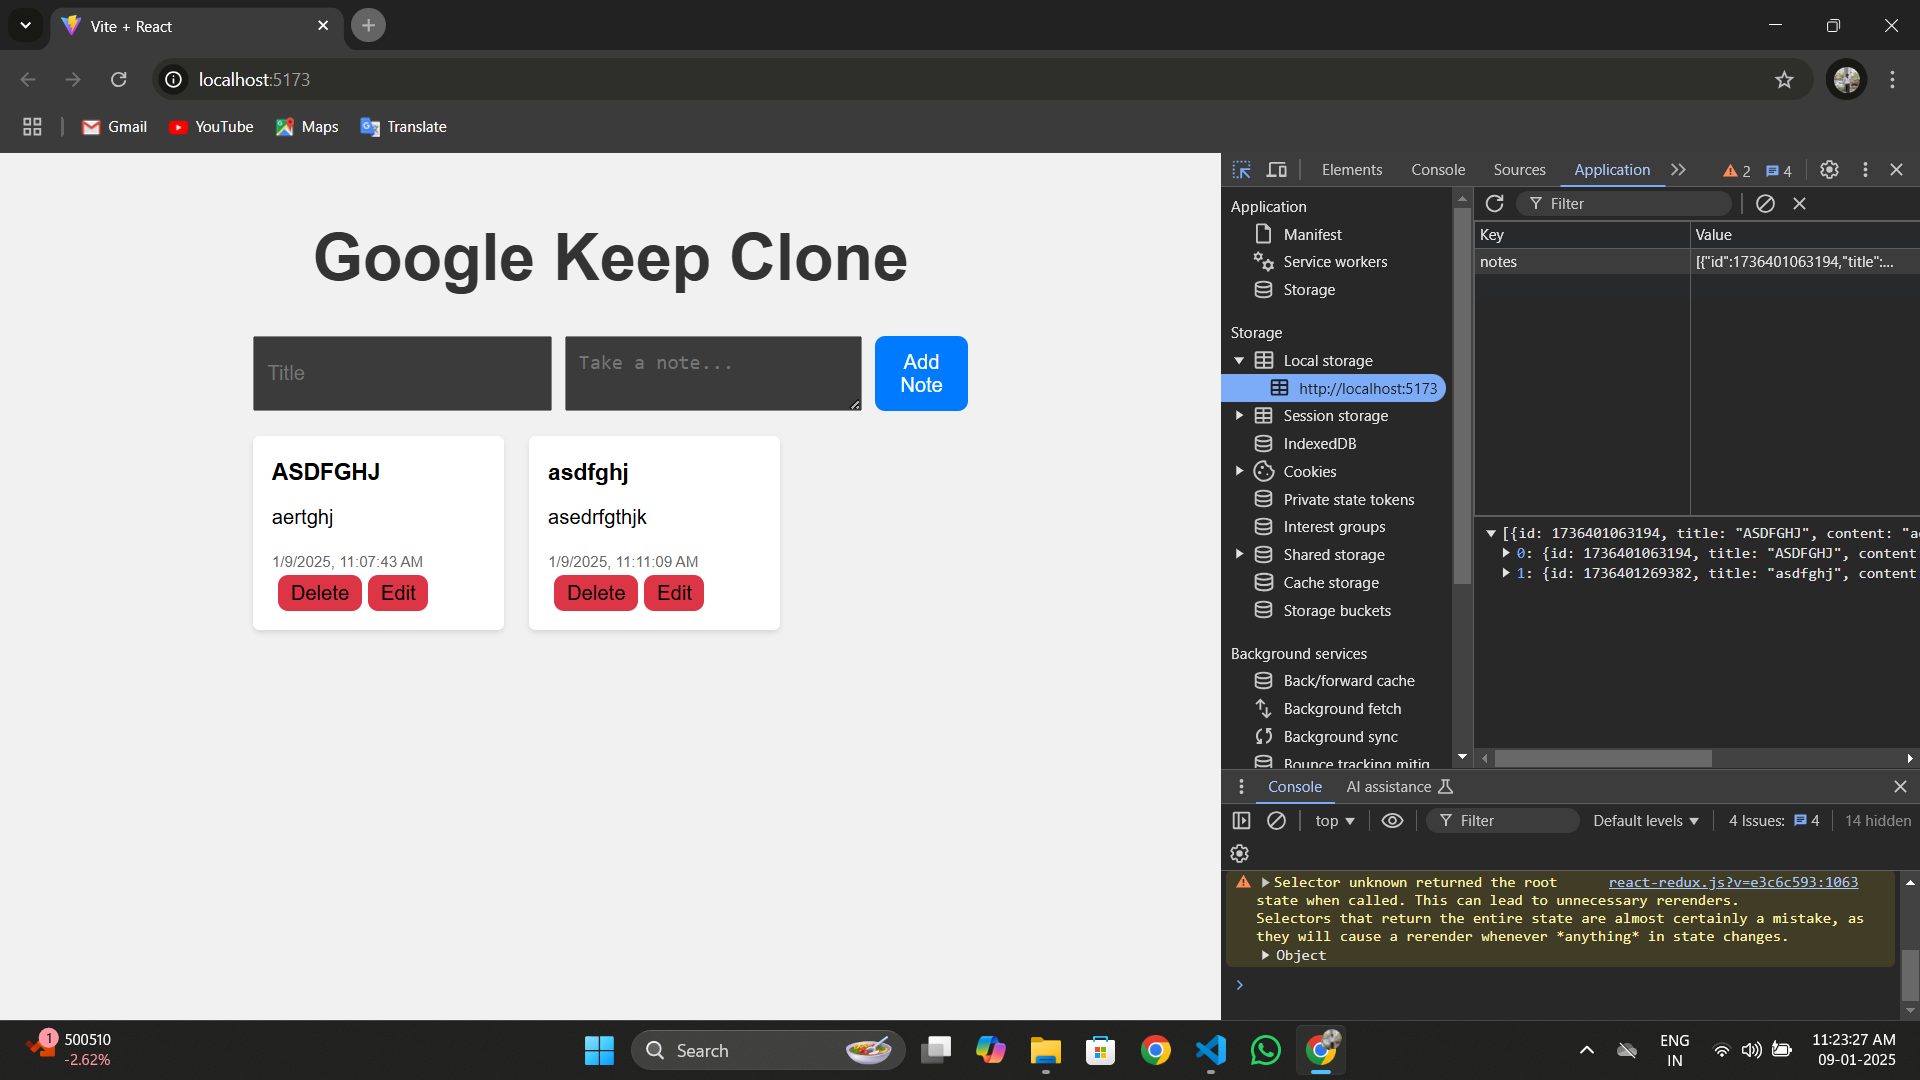 Vite + React
localhost:5173
Gmail
YouTube
Maps
Translate
Google Keep Clone
Title
Take a note...
Add
Note
ASDFGHJ
aertghj
1/9/2025, 11:07:43 AM
Delete
Edit
asdfghj
asedrfgthjk
1/9/2025, 11:11:09 AM
Delete
Edit
Elements
Console
Sources
Application
2
4
Application
Manifest
Service workers
Storage
Storage
Local storage
http://localhost:5173
Session storage
IndexedDB
Cookies
Private state tokens
Interest groups
Shared storage
Cache storage
Storage buckets
Background services
Back/forward cache
Background fetch
Background sync
Bounce tracking mitig
Filter
Key
Value
notes
[{"id":1736401063194,"title":...
[{id: 1736401063194, title: "ASDFGHJ", content: "a
0: {id: 1736401063194, title: "ASDFGHJ", content
1: {id: 1736401269382, title: "asdfghj", content
Console
AI assistance
top
Filter
Default levels
4 Issues:
4
14 hidden
Selector unknown returned the root react-redux.js?v=e3c6c593:1063
state when called. This can lead to unnecessary rerenders.
Selectors that return the entire state are almost certainly a mistake, as
they will cause a rerender whenever *anything* in state changes.
Object
1
500510
-2.62%
Search
ENG
IN
11:23:27 AM
09-01-2025